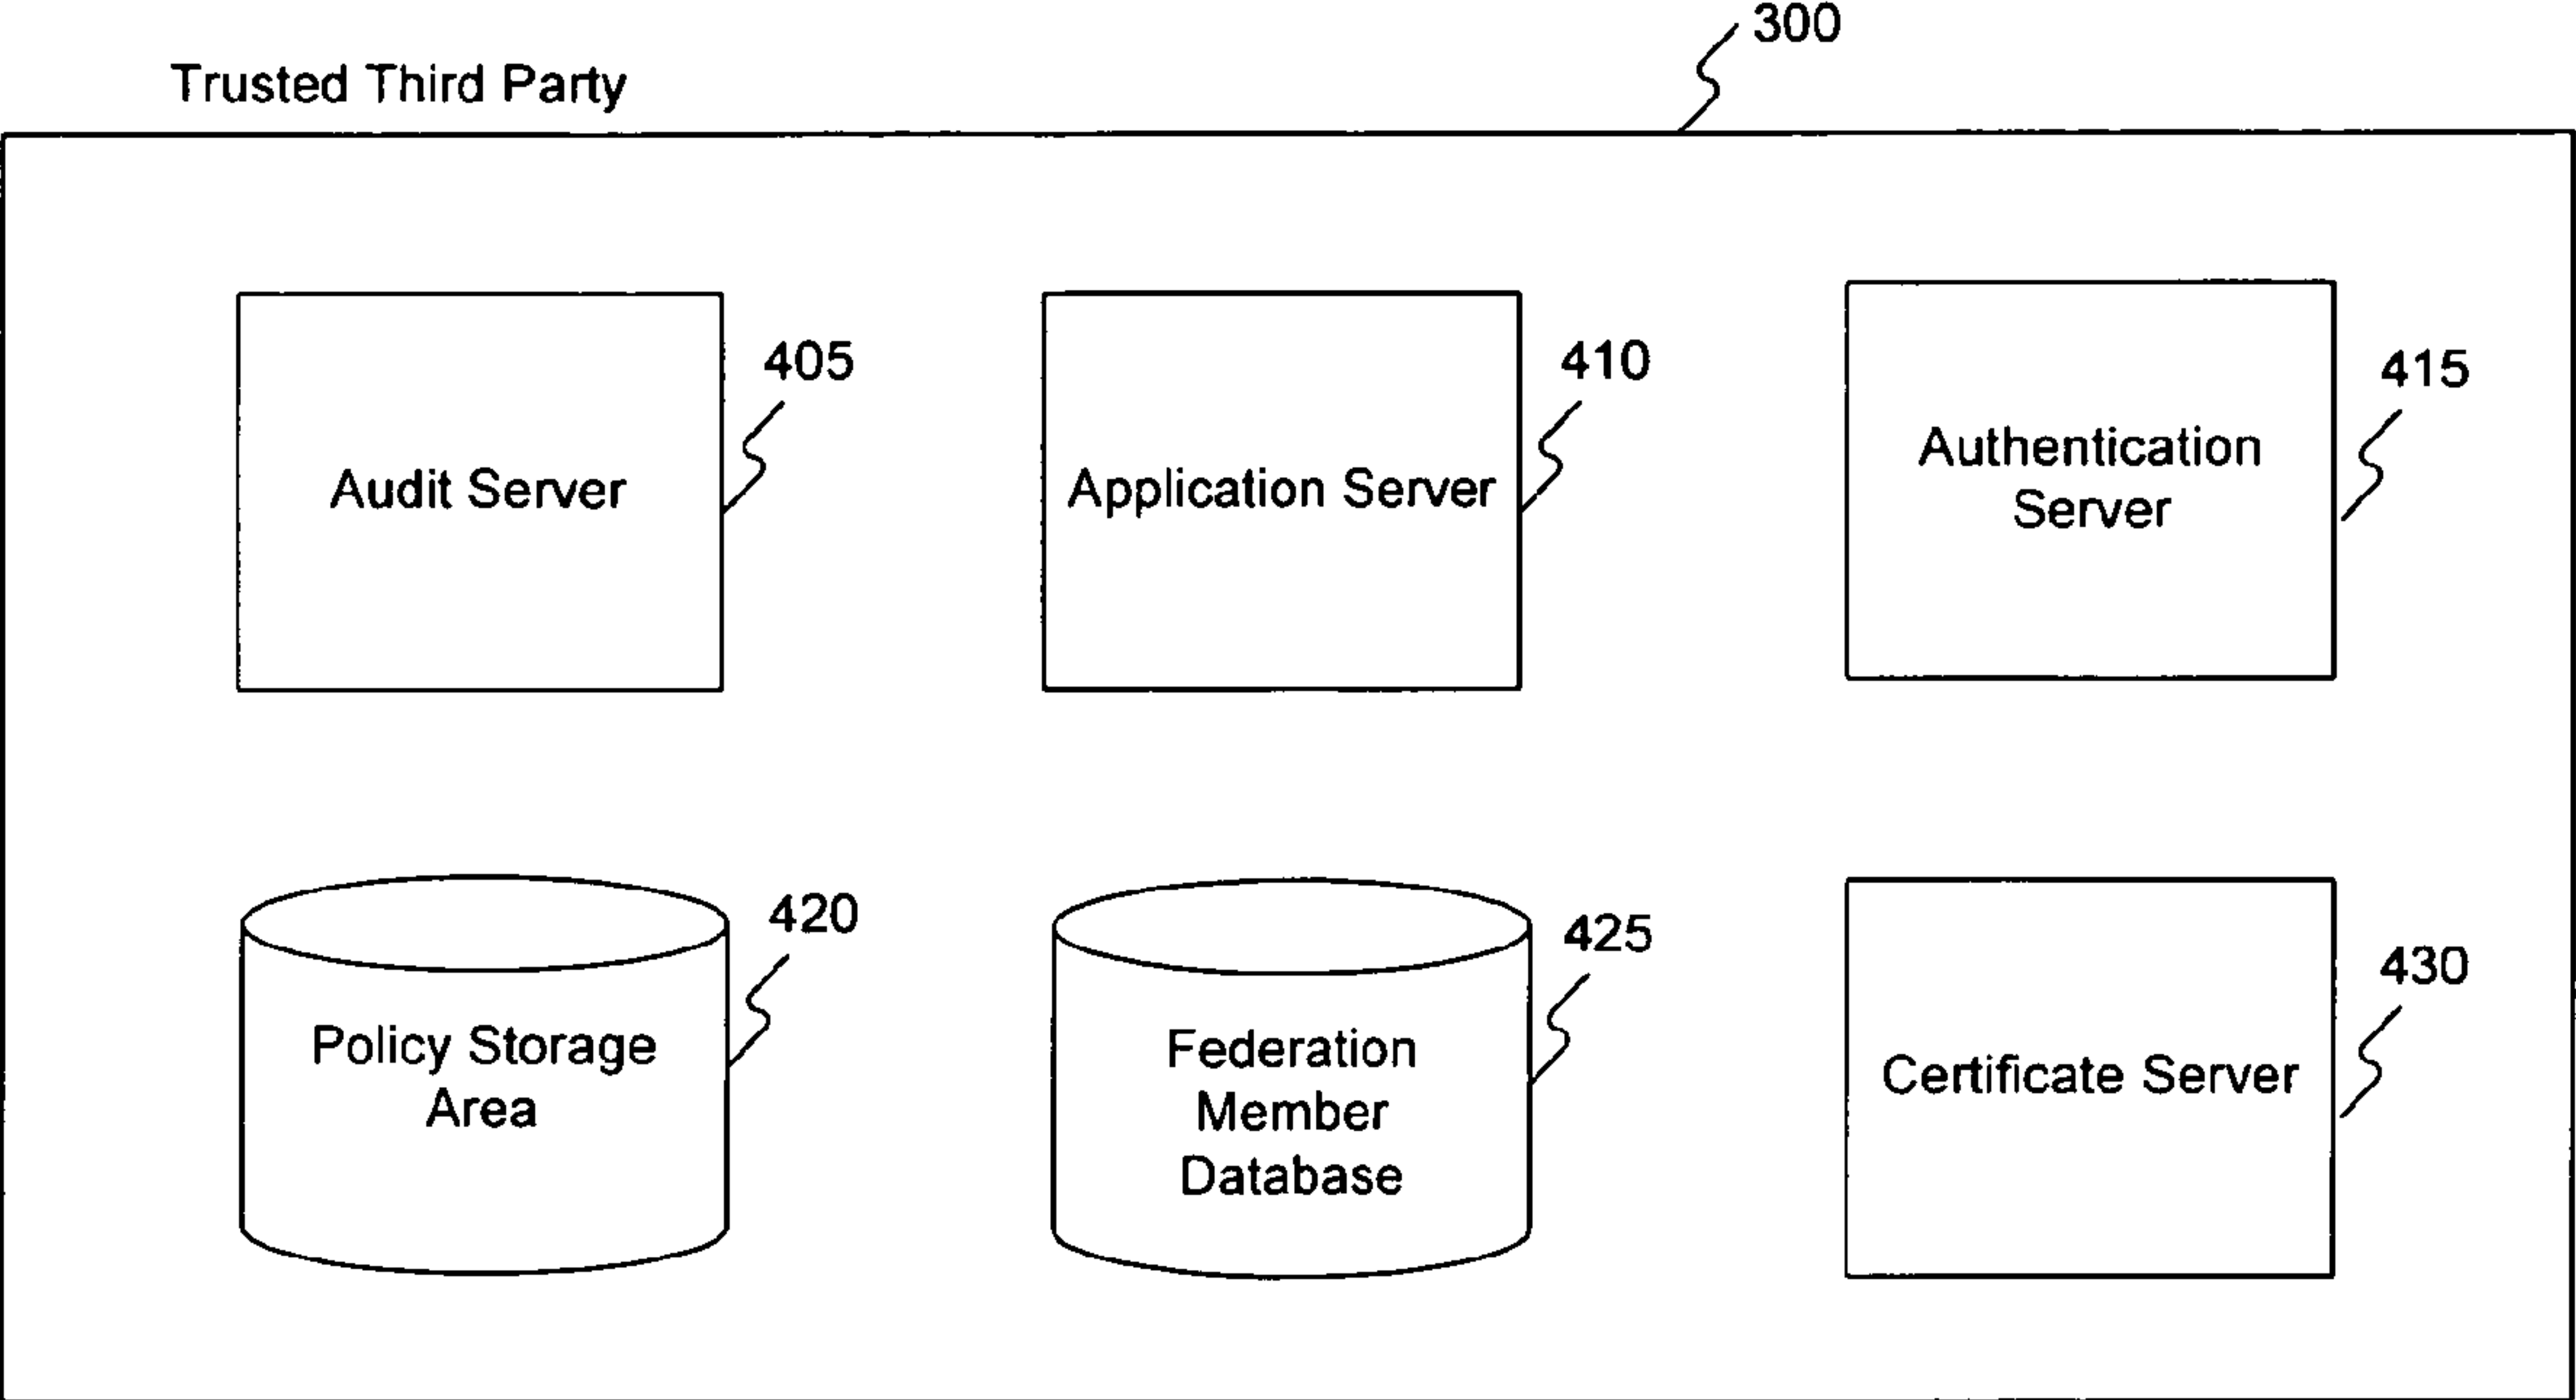 300
Trusted Third Party
405
410
415
Audit Server
Application Server
Authentication
Server
420
425
430
Policy Storage
Area
Federation
Member
Database
Certificate Server